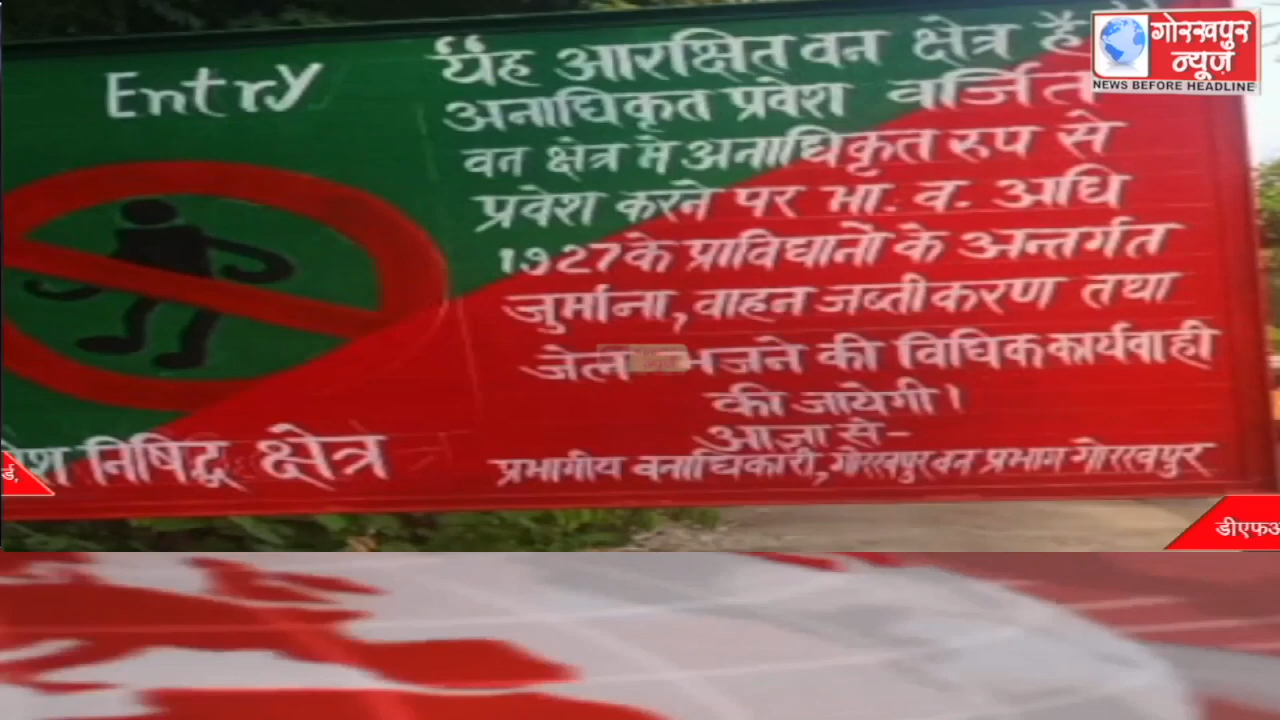 Entry
"यह आरक्षित वन क्षेत्र है"
अनाधिकृत प्रवेश वर्जित
वन क्षेत्र मे अनाधिकृत रुप से
प्रवेश करने पर भा. व. अधि
1927 के प्राविधानो के अन्तर्गत
जुर्माना, वाहन जब्तीकरण तथा
जेल की विधिक कार्यवाही
की जायेगी।
आज्ञा से-
प्रभागीय वनाधिकारी, गोरखपुर वन प्रभाग गोरखपुर
निषिद्ध क्षेत्र
गोरखपुर
न्यूज़
NEWS BEFORE HEADLINE